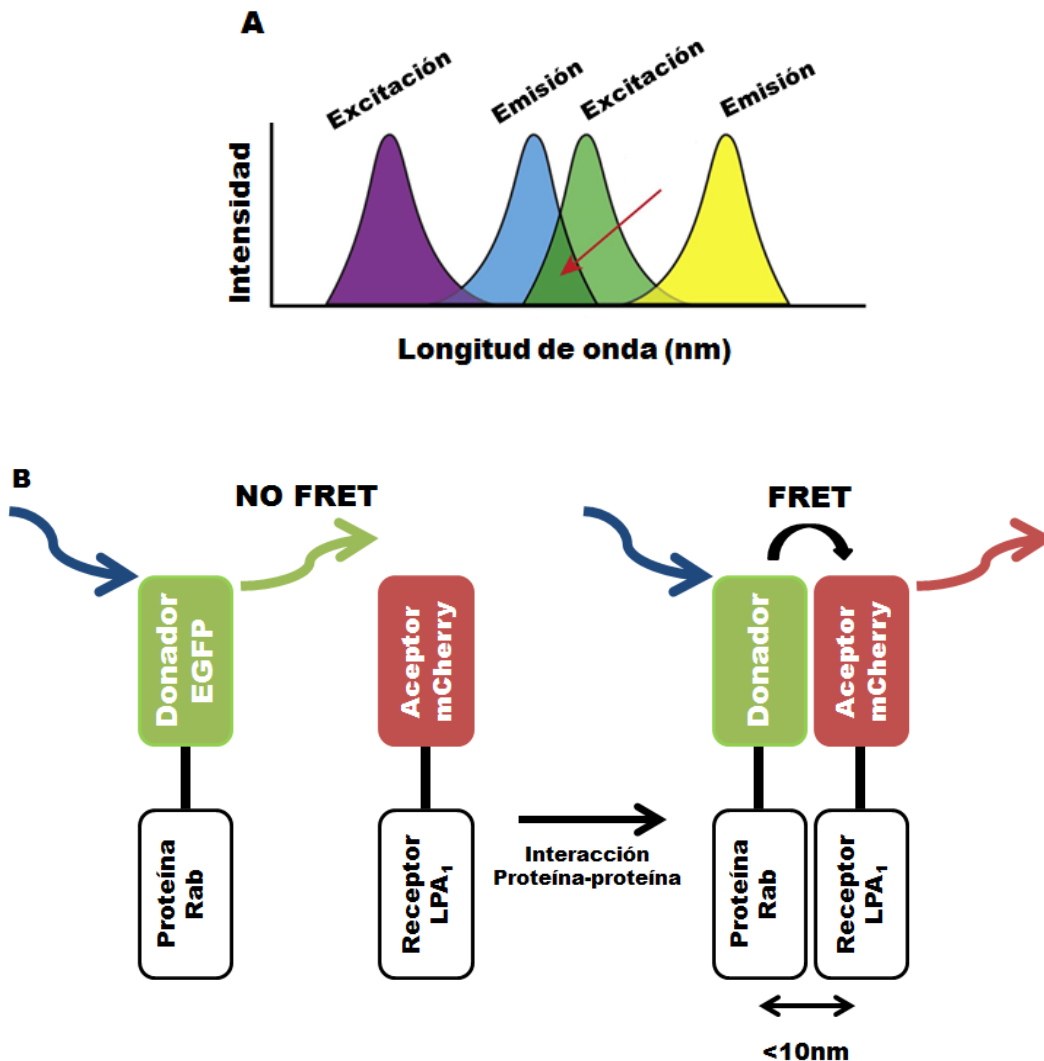 A
Excitación
Emisión
Excitación
Emisión
Intensidad
Longitud de onda (nm)
B
NO FRET
FRET
Donador
EGFP
Aceptor
mCherry
Donador
Aceptor
mCherry
Proteína
Rab
Receptor
LPA₁
Interacción
Proteína-proteína
Proteína
Rab
Receptor
LPA₁
<10nm